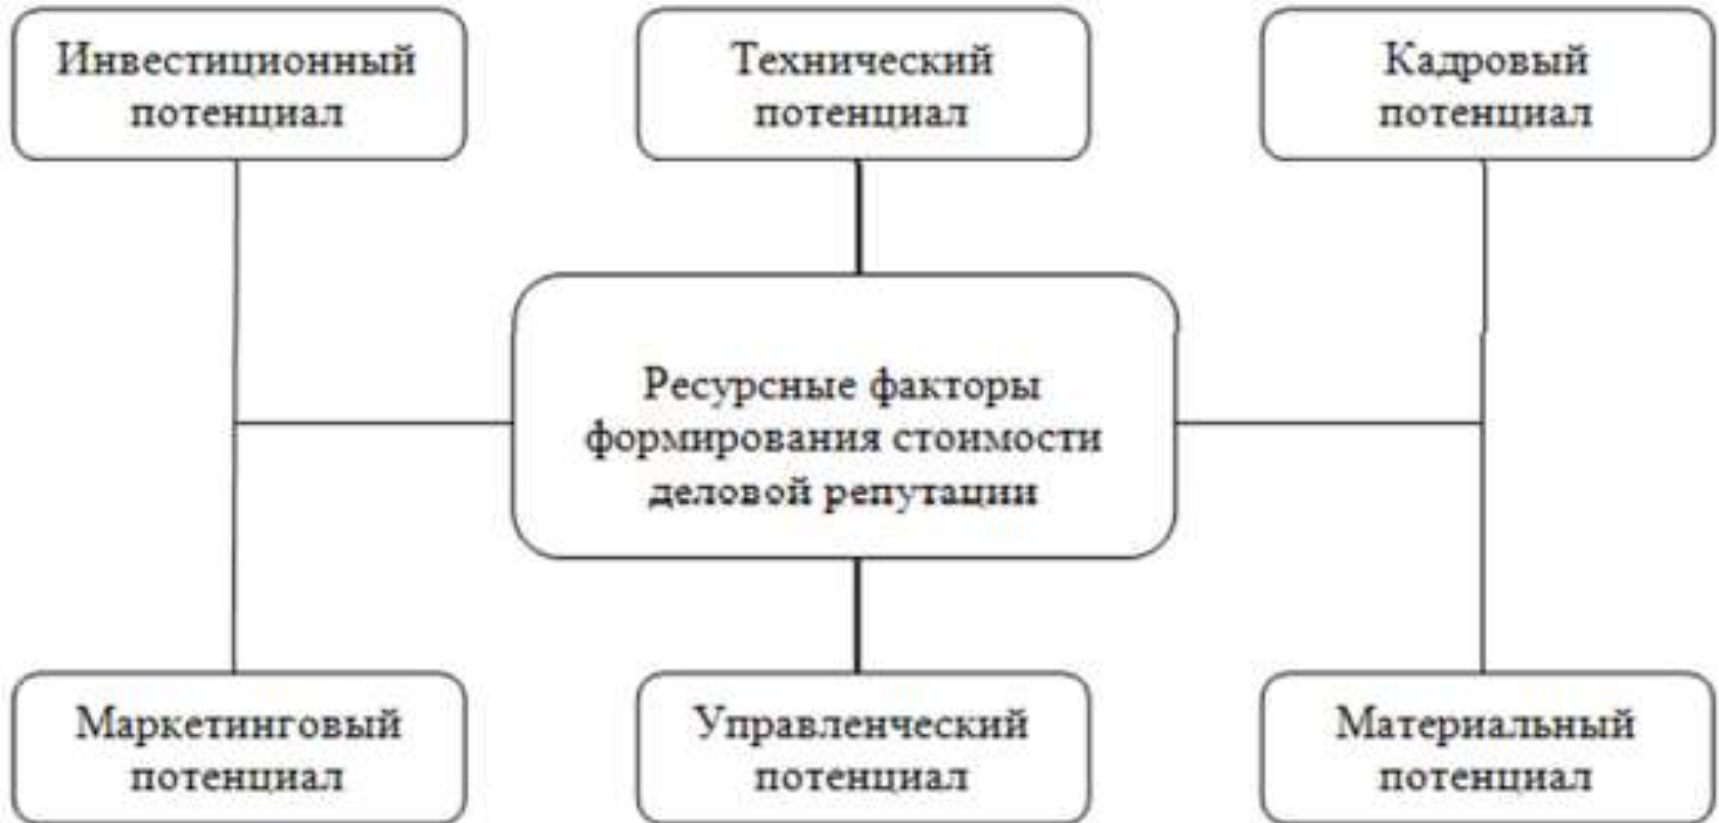 Инвестиционный
потенциал
Технический
потенциал
Кадровый
потенциал
Ресурсные факторы
формирования стоимости
деловой репутации
Маркетинговый
потенциал
Управленческий
потенциал
Материальный
потенциал